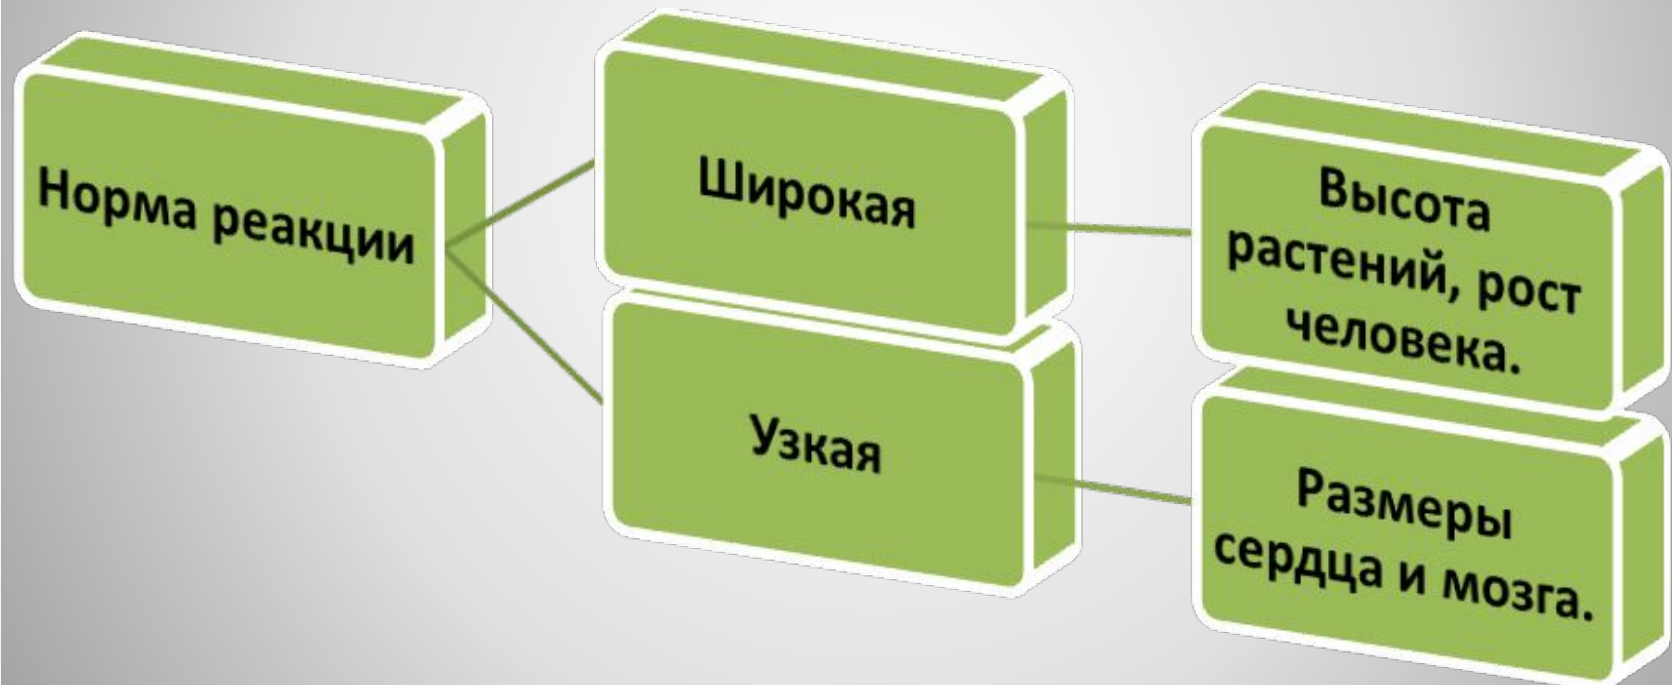 Норма реакции
Широкая
Высота
растений, рост
человека.
Узкая
Размеры
сердца и мозга.